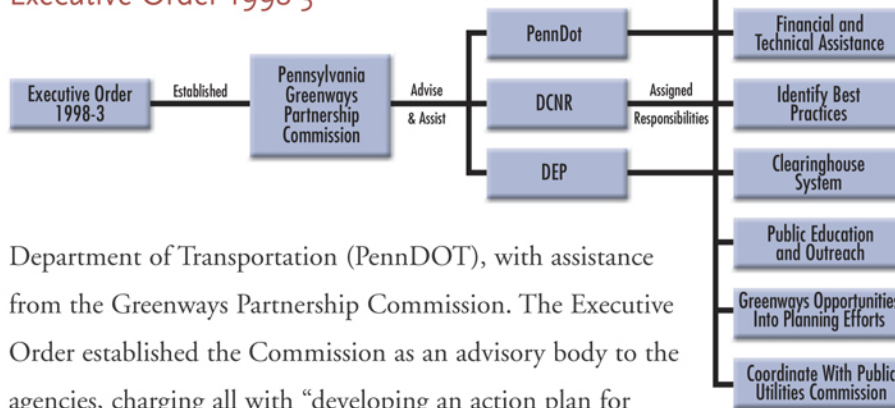 Executive Order 1998-3
Executive Order
1998-3
Established
Pennsylvania
Greenways
Partnership
Commission
Advise
& Assist
PennDot
DCNR
DEP
Assigned
Responsibilities
Financial and
Technical Assistance
Identify Best
Practices
Clearinghouse
System
Public Education
and Outreach
Greenways Opportunities
Into Planning Efforts
Coordinate With Public
Utilities Commission
Department of Transportation (PennDOT), with assistance
from the Greenways Partnership Commission. The Executive
Order established the Commission as an advisory body to the
agencies, charging all with “developing an action plan for